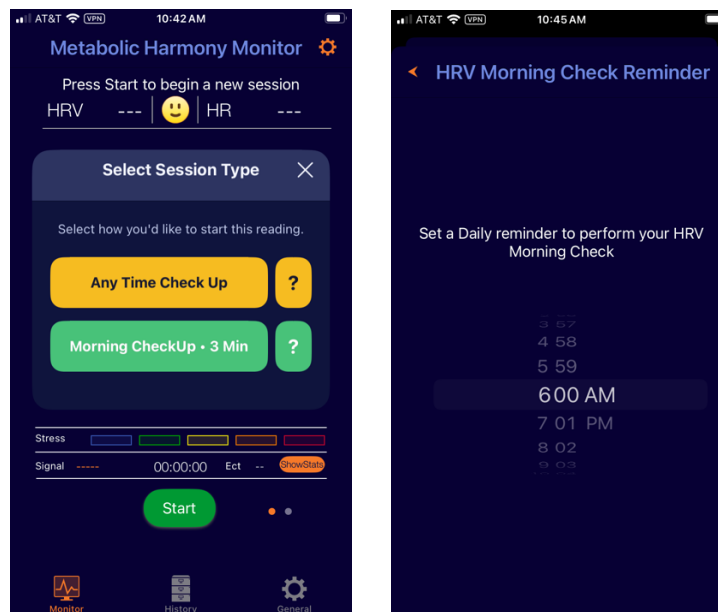 AT&T VPN 10:42 AM
Metabolic Harmony Monitor
Press Start to begin a new session
HRV --- HR ---
Select Session Type
Select how you'd like to start this reading.
Any Time Check Up ?
Morning CheckUp • 3 Min ?
Stress
Signal ----- 00:00:00 Ect -- ShowStats
Start
Monitor History General
AT&T VPN 10:45 AM
HRV Morning Check Reminder
Set a Daily reminder to perform your HRV
Morning Check
3 57
4 58
5 59
6 00 AM
7 01 PM
8 02
9 03